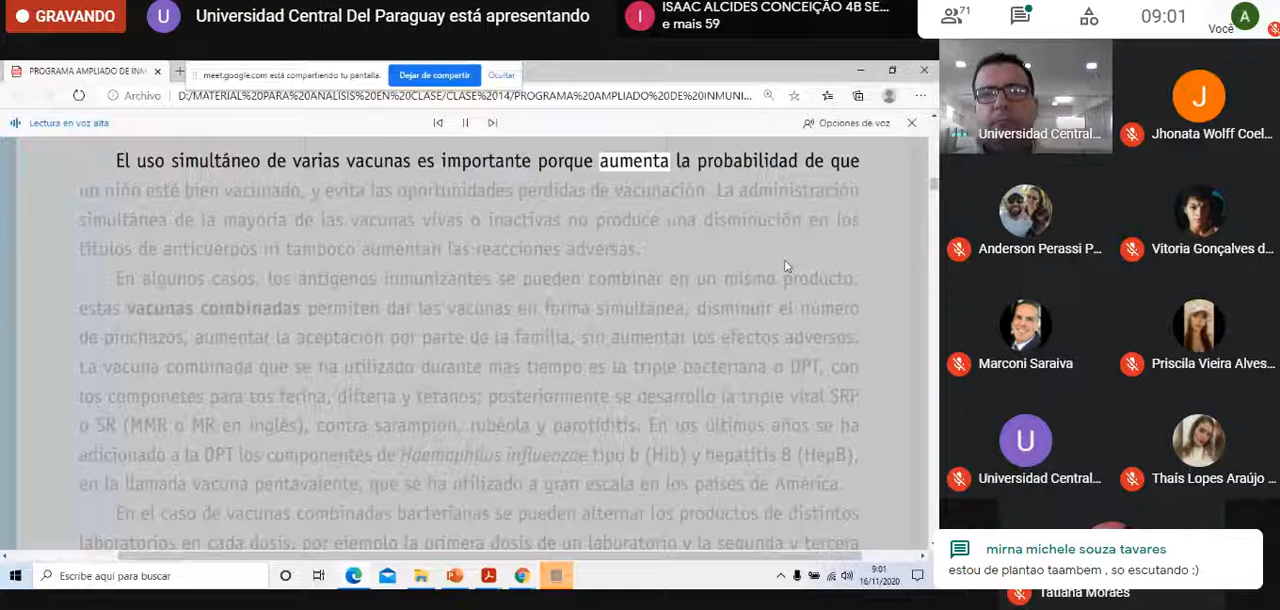 GRAVANDO
U
Universidad Central Del Paraguay está apresentando
I
ISAAC ALCIDES CONCEIÇÃO 4B SE...
e mais 59
71
09:01
Você
A
PROGRAMA AMPLIADO DE INM
meet.google.com está compartiendo tu pantalla.
Dejar de compartir
Ocultar
Archivo
D:/MATERIAL%20PARA%20ANALISIS%20EN%20CLASE/CLASE%2014/PROGRAMA%20AMPLIADO%20DE%20INMUNI...
Lectura en voz alta
Opciones de voz
El uso simultáneo de varias vacunas es importante porque aumenta la probabilidad de que
un niño esté bien vacunado, y evita las oportunidades perdidas de vacunación. La administración
simultánea de la mayoría de las vacunas vivas o inactivas no produce una disminución en los
títulos de anticuerpos ni tampoco aumentan las reacciones adversas.
En algunos casos, los antígenos inmunizantes se pueden combinar en un mismo producto,
estas vacunas combinadas permiten dar las vacunas en forma simultánea, disminuir el número
de pinchazos, aumentar la aceptación por parte de la familia, sin aumentar los efectos adversos.
La vacuna combinada que se ha utilizado durante más tiempo es la triple bacteriana o DPT, con
los componetes para tos ferina, difteria y tétanos; posteriormente se desarrolló la triple viral SRP
o SR (MMR o MR en inglés), contra sarampión, rubéola y parotiditis. En los últimos años se ha
adicionado a la DPT los componentes de Haemophilus influenzae tipo b (Hib) y hepatitis B (HepB),
en la llamada vacuna pentavalente, que se ha utilizado a gran escala en los países de América.
En el caso de vacunas combinadas bacterianas se pueden alternar los productos de distintos
laboratorios en cada dosis, por ejemplo la primera dosis de un laboratorio y la segunda y tercera
Escribe aquí para buscar
9:01
16/11/2020
Universidad Central...
J
Jhonata Wolff Coel...
Anderson Perassi P...
Vitoria Gonçalves d...
Marconi Saraiva
Priscila Vieira Alves...
U
Universidad Central...
Thaís Lopes Araújo ...
mirna michele souza tavares
estou de plantao taambem , so escutando :)
Tatiana Moraes